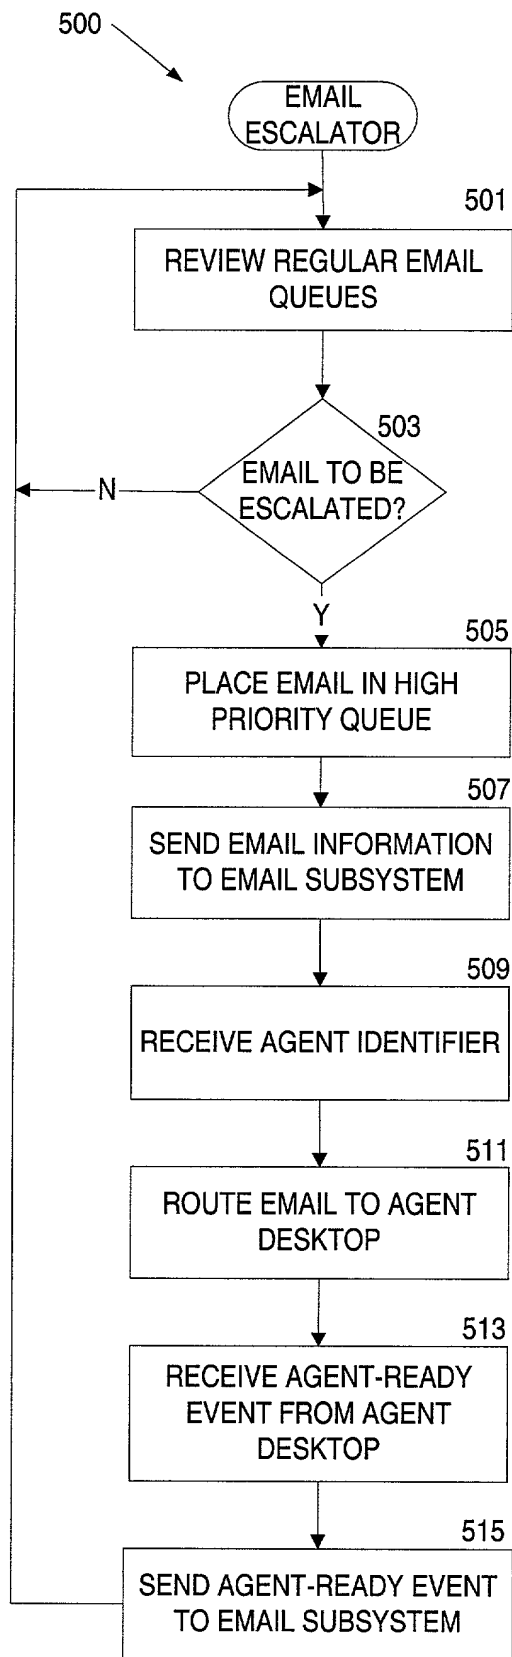 500
EMAIL
ESCALATOR
501
REVIEW REGULAR EMAIL
QUEUES
503
EMAIL TO BE
ESCALATED?
N
Y
505
PLACE EMAIL IN HIGH
PRIORITY QUEUE
507
SEND EMAIL INFORMATION
TO EMAIL SUBSYSTEM
509
RECEIVE AGENT IDENTIFIER
511
ROUTE EMAIL TO AGENT
DESKTOP
513
RECEIVE AGENT-READY
EVENT FROM AGENT
DESKTOP
515
SEND AGENT-READY EVENT
TO EMAIL SUBSYSTEM